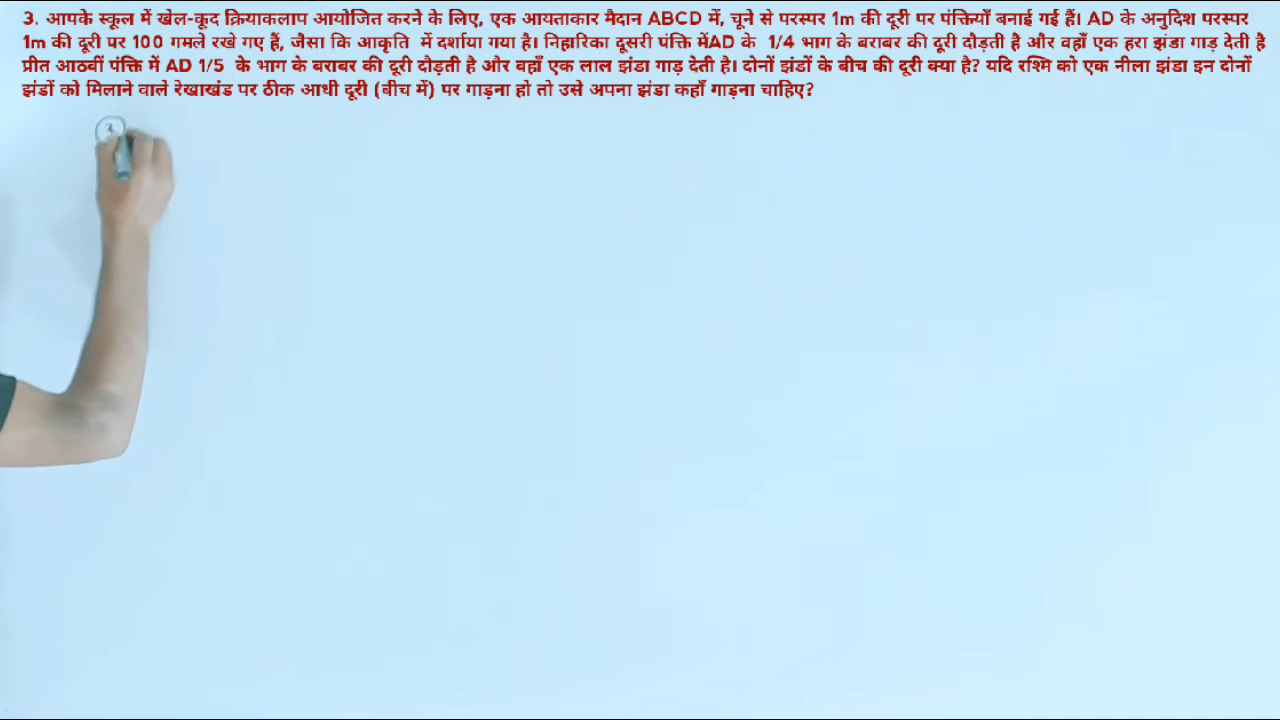 3. आपके स्कूल में खेल-कूद क्रियाकलाप आयोजित करने के लिए, एक आयताकार मैदान ABCD में, चूने से परस्पर 1m की दूरी पर पंक्तियाँ बनाई गई हैं। AD के अनुदिश परस्पर
1m की दूरी पर 100 गमले रखे गए हैं, जैसा कि आकृति में दर्शाया गया है। निहारिका दूसरी पंक्ति मेंAD के 1/4 भाग के बराबर की दूरी दौड़ती है और वहाँ एक हरा झंडा गाड़ देती है
प्रीत आठवीं पंक्ति में AD 1/5 के भाग के बराबर की दूरी दौड़ती है और वहाँ एक लाल झंडा गाड़ देती है। दोनों झंडों के बीच की दूरी क्या है? यदि रश्मि को एक नीला झंडा इन दोनों
झंडों को मिलाने वाले रेखाखंड पर ठीक आधी दूरी (बीच में) पर गाड़ना हो तो उसे अपना झंडा कहाँ गाड़ना चाहिए?